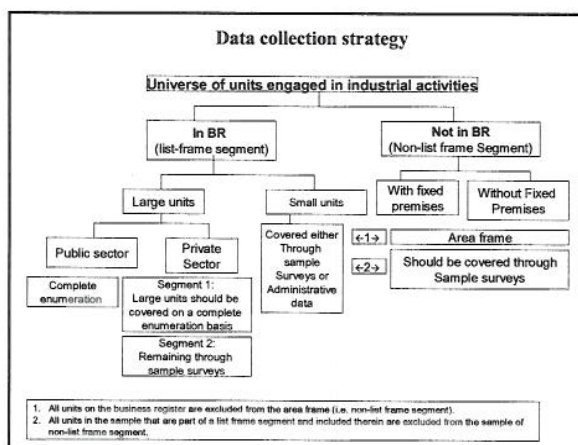 Data collection strategy
Universe of units engaged in industrial activities
In BR
(list-frame segment)
Not in BR
(Non-list frame Segment)
Large units
Small units
With fixed
premises
Without Fixed
Premises
Public sector
Private
Sector
Covered either
Through
sample
Surveys or
Administrative
data
←1→
Area frame
←2→
Should be covered through
Sample surveys
Complete
enumeration
Segment 1:
Large units should be
covered on a complete
enumeration basis
Segment 2:
Remaining through
sample surveys
1. All units on the business register are excluded from the area frame (i.e. non-list frame segment).
2. All units in the sample that are part of a list frame segment and included therein are excluded from the sample of
non-list frame segment.